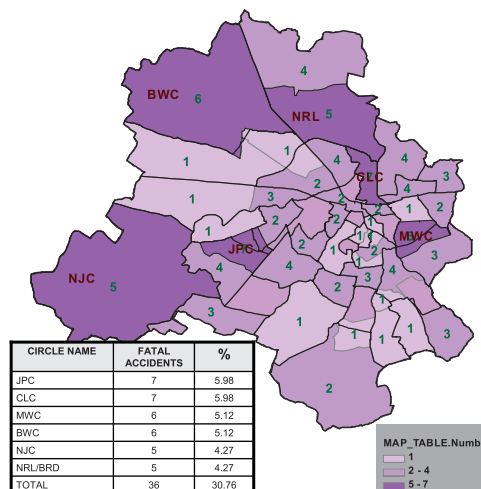 4
BWC
6
NRL 5
1
4
4
CLC
1
3
2
4
1
3
2
2
1
2
2
2
1
1
1
1
MWC
JPC
2
1
2
3
4
4
NJC
5
3
4
2
3
1
1
1
1
1
3
2
CIRCLE NAME FATAL ACCIDENTS %
JPC 7 5.98
CLC 7 5.98
MWC 6 5.12
BWC 6 5.12
NJC 5 4.27
NRL/BRD 5 4.27
TOTAL 36 30.76
MAP_TABLE.Numb
1
2 - 4
5 - 7